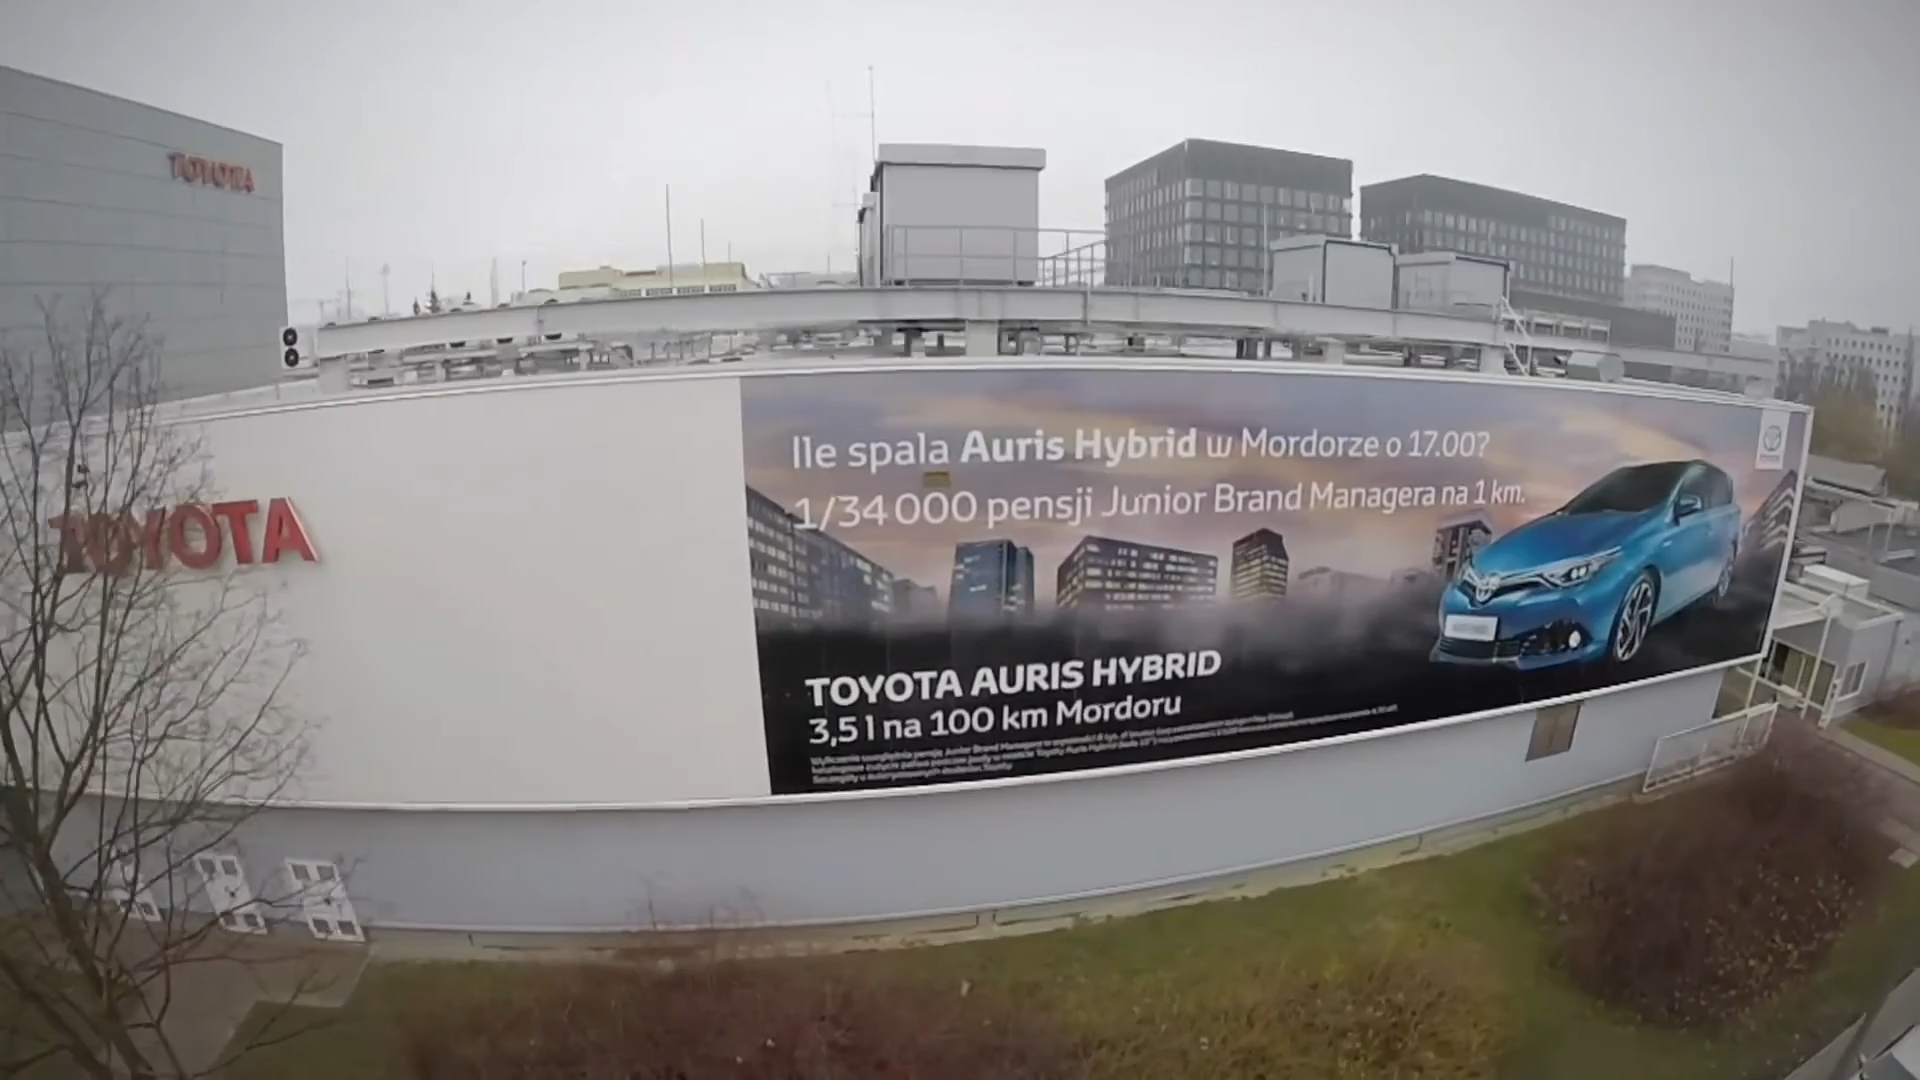 TOYOTA
TOYOTA
Ile spala Auris Hybrid w Mordorze o 17.00?
1/34 000 pensji Junior Brand Managera na 1 km.
TOYOTA AURIS HYBRID
3,5 l na 100 km Mordoru